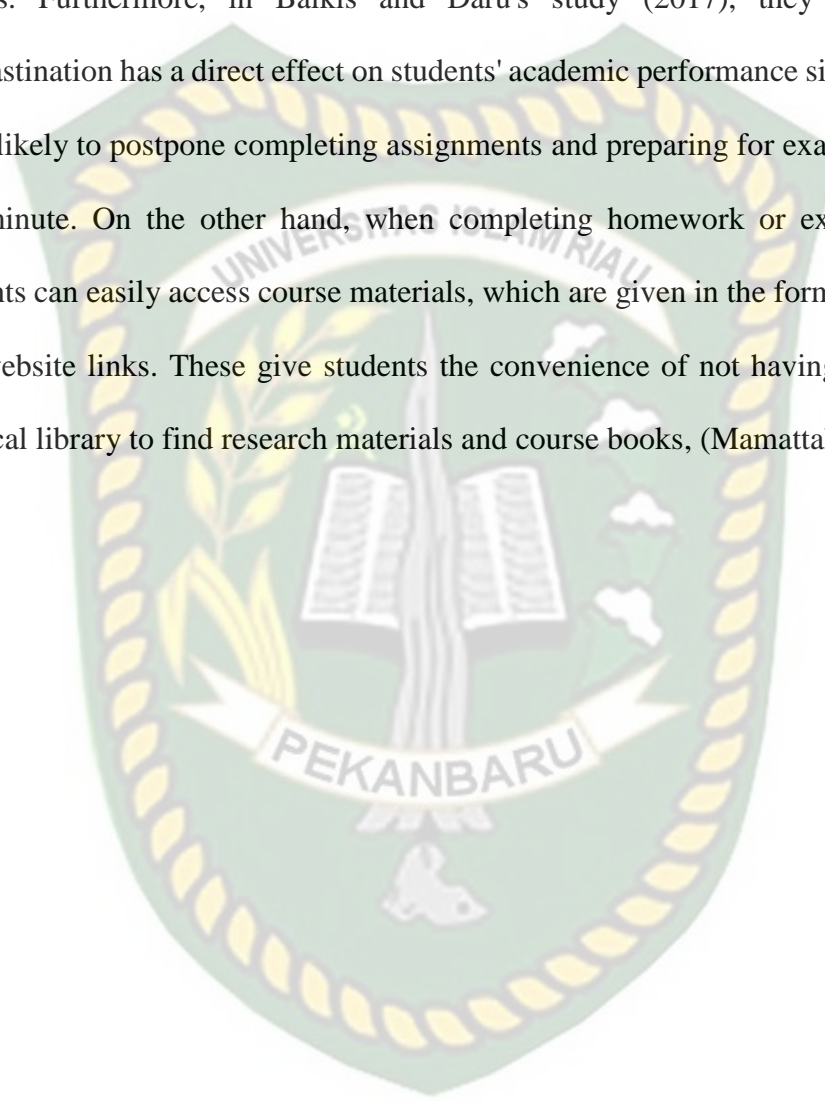 Furthermore, in Balkis and Daru's study (2017), they
astination has a direct effect on students' academic performance si
likely to postpone completing assignments and preparing for exa
minute. On the other hand, when completing homework or ex
nts can easily access course materials, which are given in the form
website links. These give students the convenience of not having
cal library to find research materials and course books, (Mamatta
UNIVERSITAS ISLAM RIAU
PEKANBARU